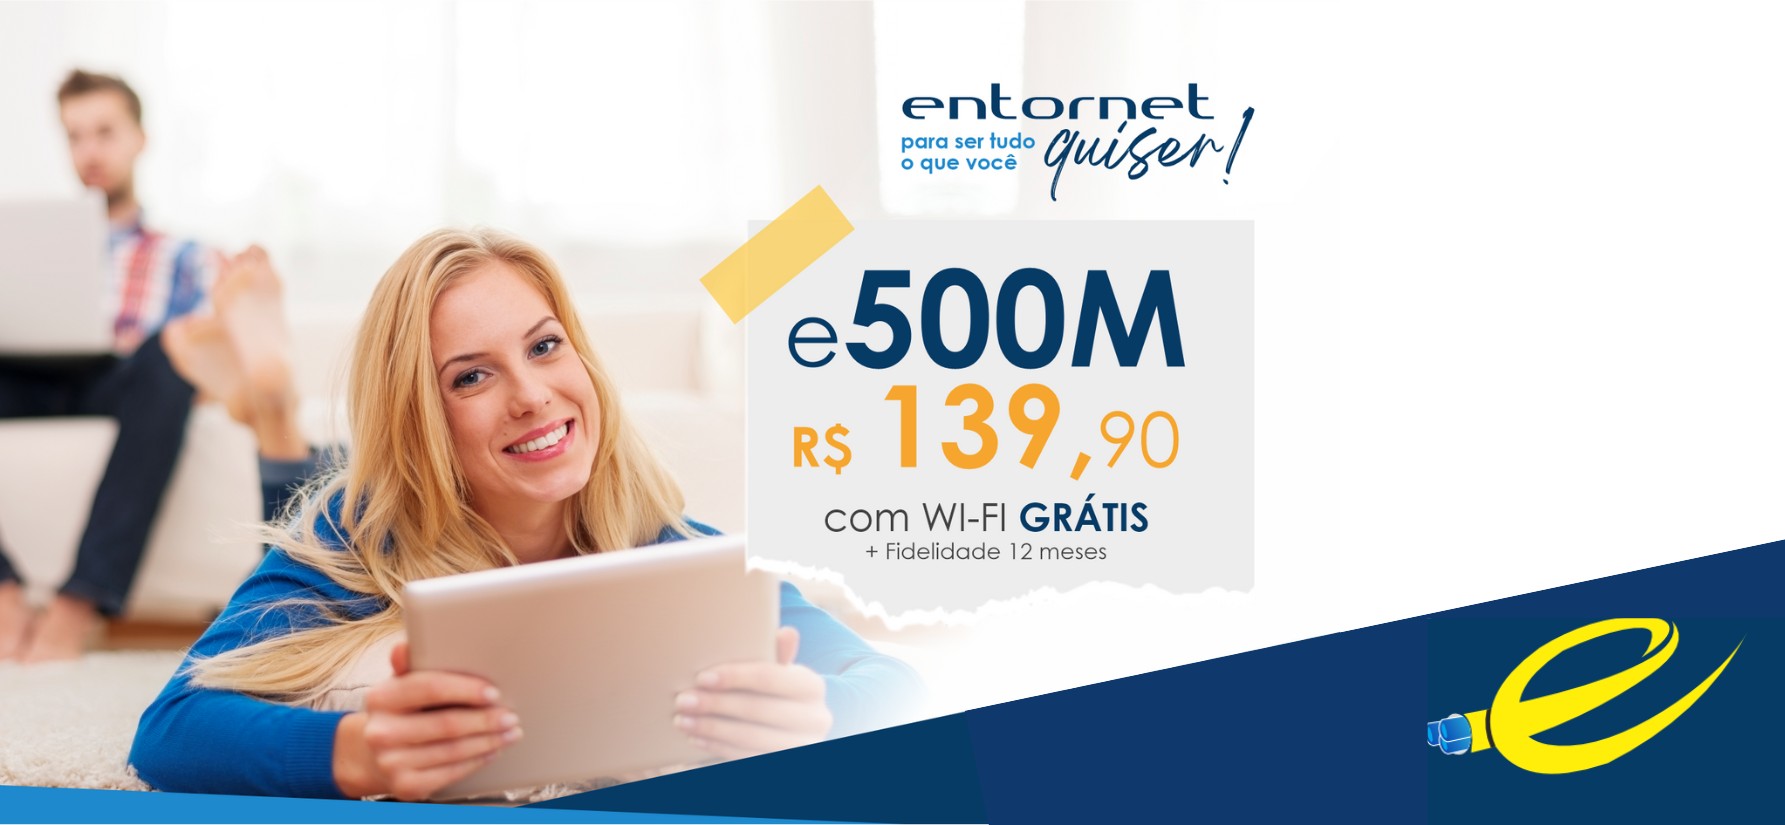 entornet
para ser tudo
o que você quiser!
e500M
R$ 139,90
com WI-FI GRÁTIS
+ Fidelidade 12 meses
e